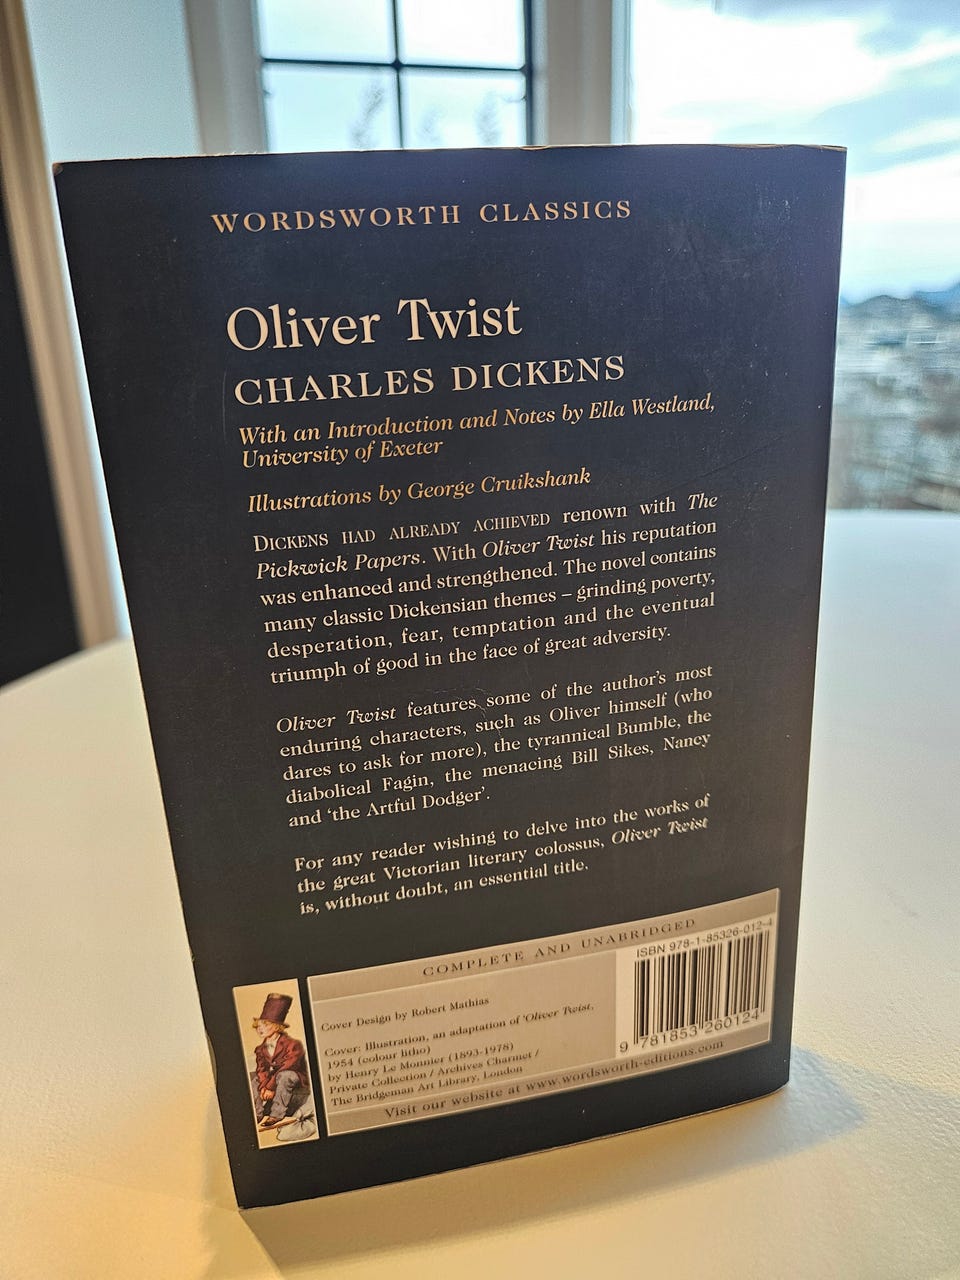 WORDSWORTH CLASSICS
Oliver Twist
CHARLES DICKENS
With an Introduction and Notes by Ella Westland,
University of Exeter
Illustrations by George Cruikshank
DICKENS HAD ALREADY ACHIEVED renown with The
Pickwick Papers. With Oliver Twist his reputation
was enhanced and strengthened. The novel contains
many classic Dickensian themes – grinding poverty,
desperation, fear, temptation and the eventual
triumph of good in the face of great adversity.
Oliver Twist features some of the author's most
enduring characters, such as Oliver himself (who
dares to ask for more), the tyrannical Bumble, the
diabolical Fagin, the menacing Bill Sikes, Nancy
and 'the Artful Dodger'.
For any reader wishing to delve into the works of
the great Victorian literary colossus, Oliver Twist
is, without doubt, an essential title.
COMPLETE AND UNABRIDGED
Cover Design by Robert Mathias
Cover: Illustration, an adaptation of 'Oliver Twist,
1954 (colour litho)
by Henry Le Monnier (1893-1978)
Private Collection / Archives Charmet /
The Bridgeman Art Library, London
ISBN 978-1-85326-012-4
9 781853 260124
Visit our website at www.wordsworth-editions.com